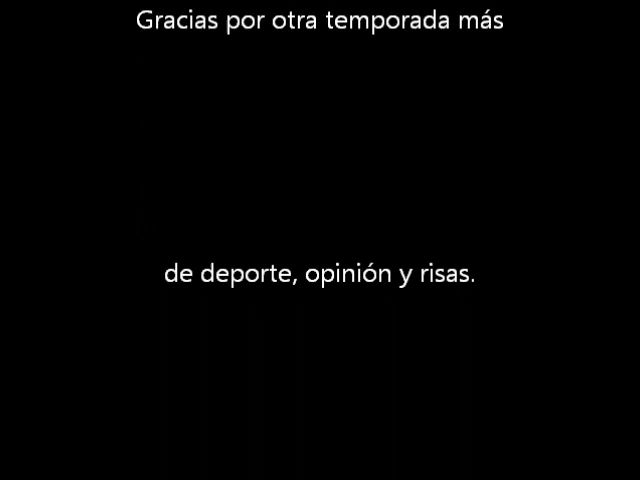 Gracias por otra temporada más
de deporte, opinión y risas.